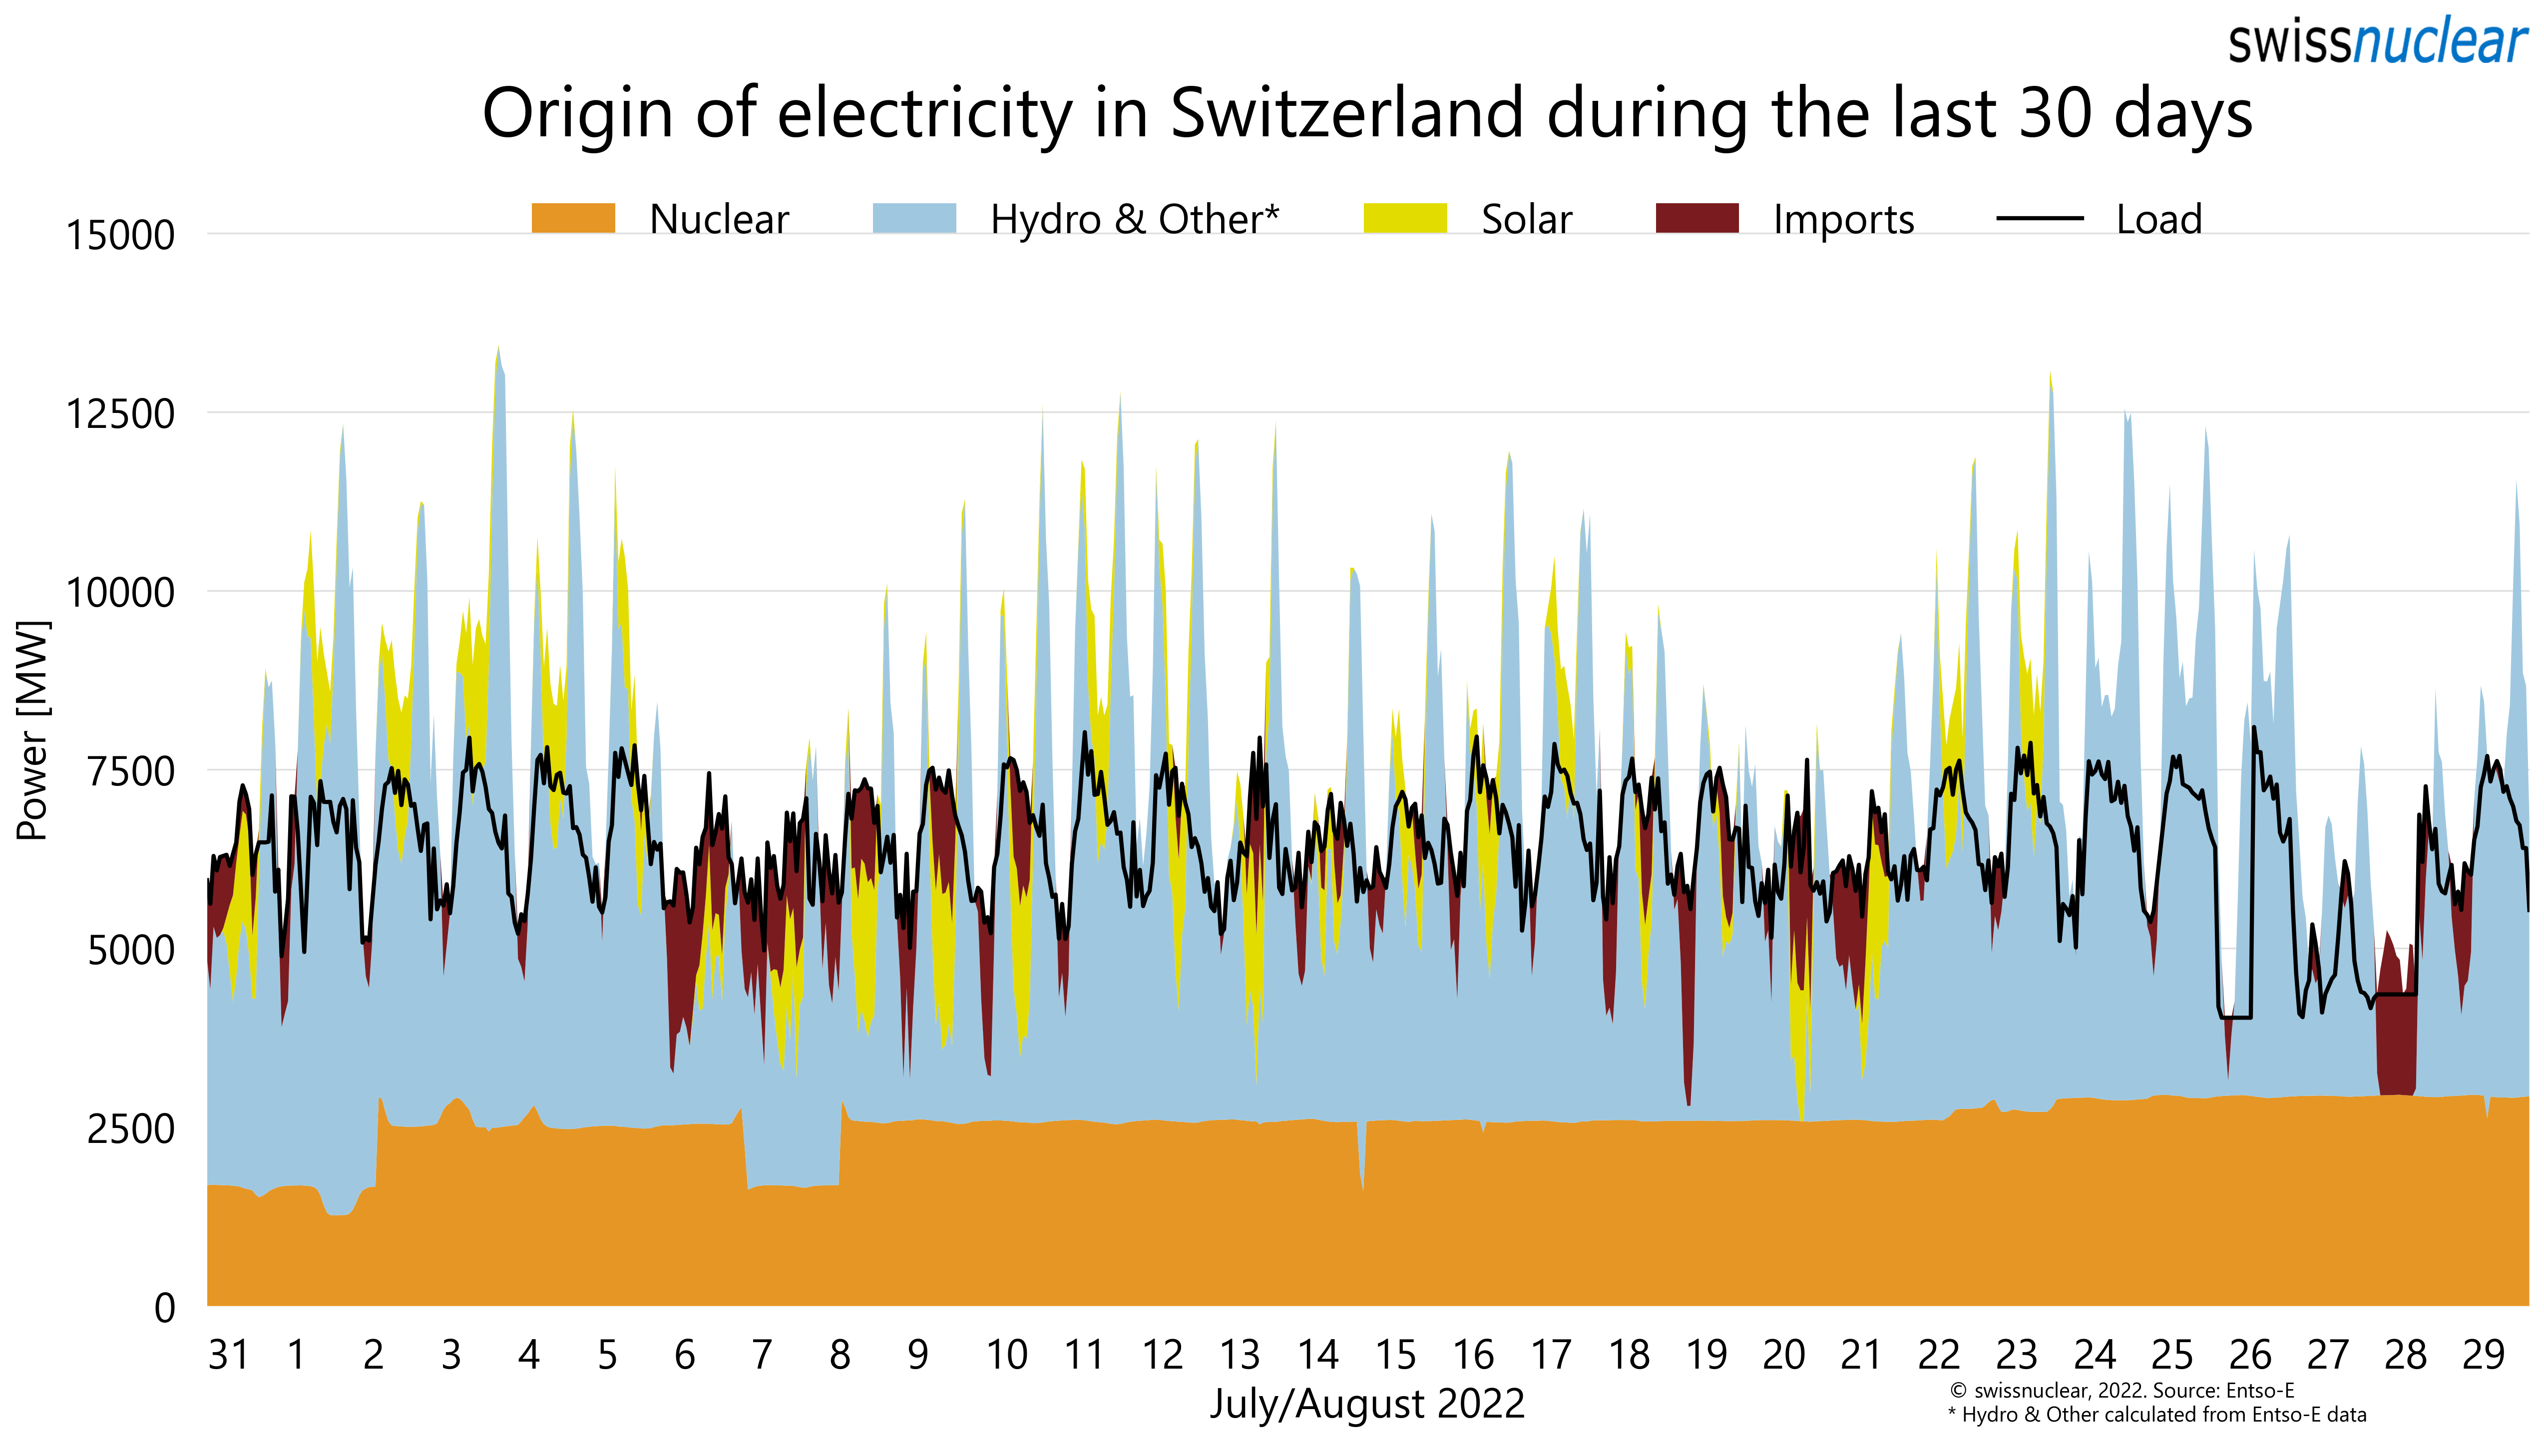 swissnuclear
Origin of electricity in Switzerland during the last 30 days
Nuclear Hydro & Other* Solar Imports Load
15000
12500
10000
7500
5000
2500
0
Power [MW]
31 1 2 3 4 5 6 7 8 9 10 11 12 13 14 15 16 17 18 19 20 21 22 23 24 25 26 27 28 29
July/August 2022
© swissnuclear, 2022. Source: Entso-E
* Hydro & Other calculated from Entso-E data